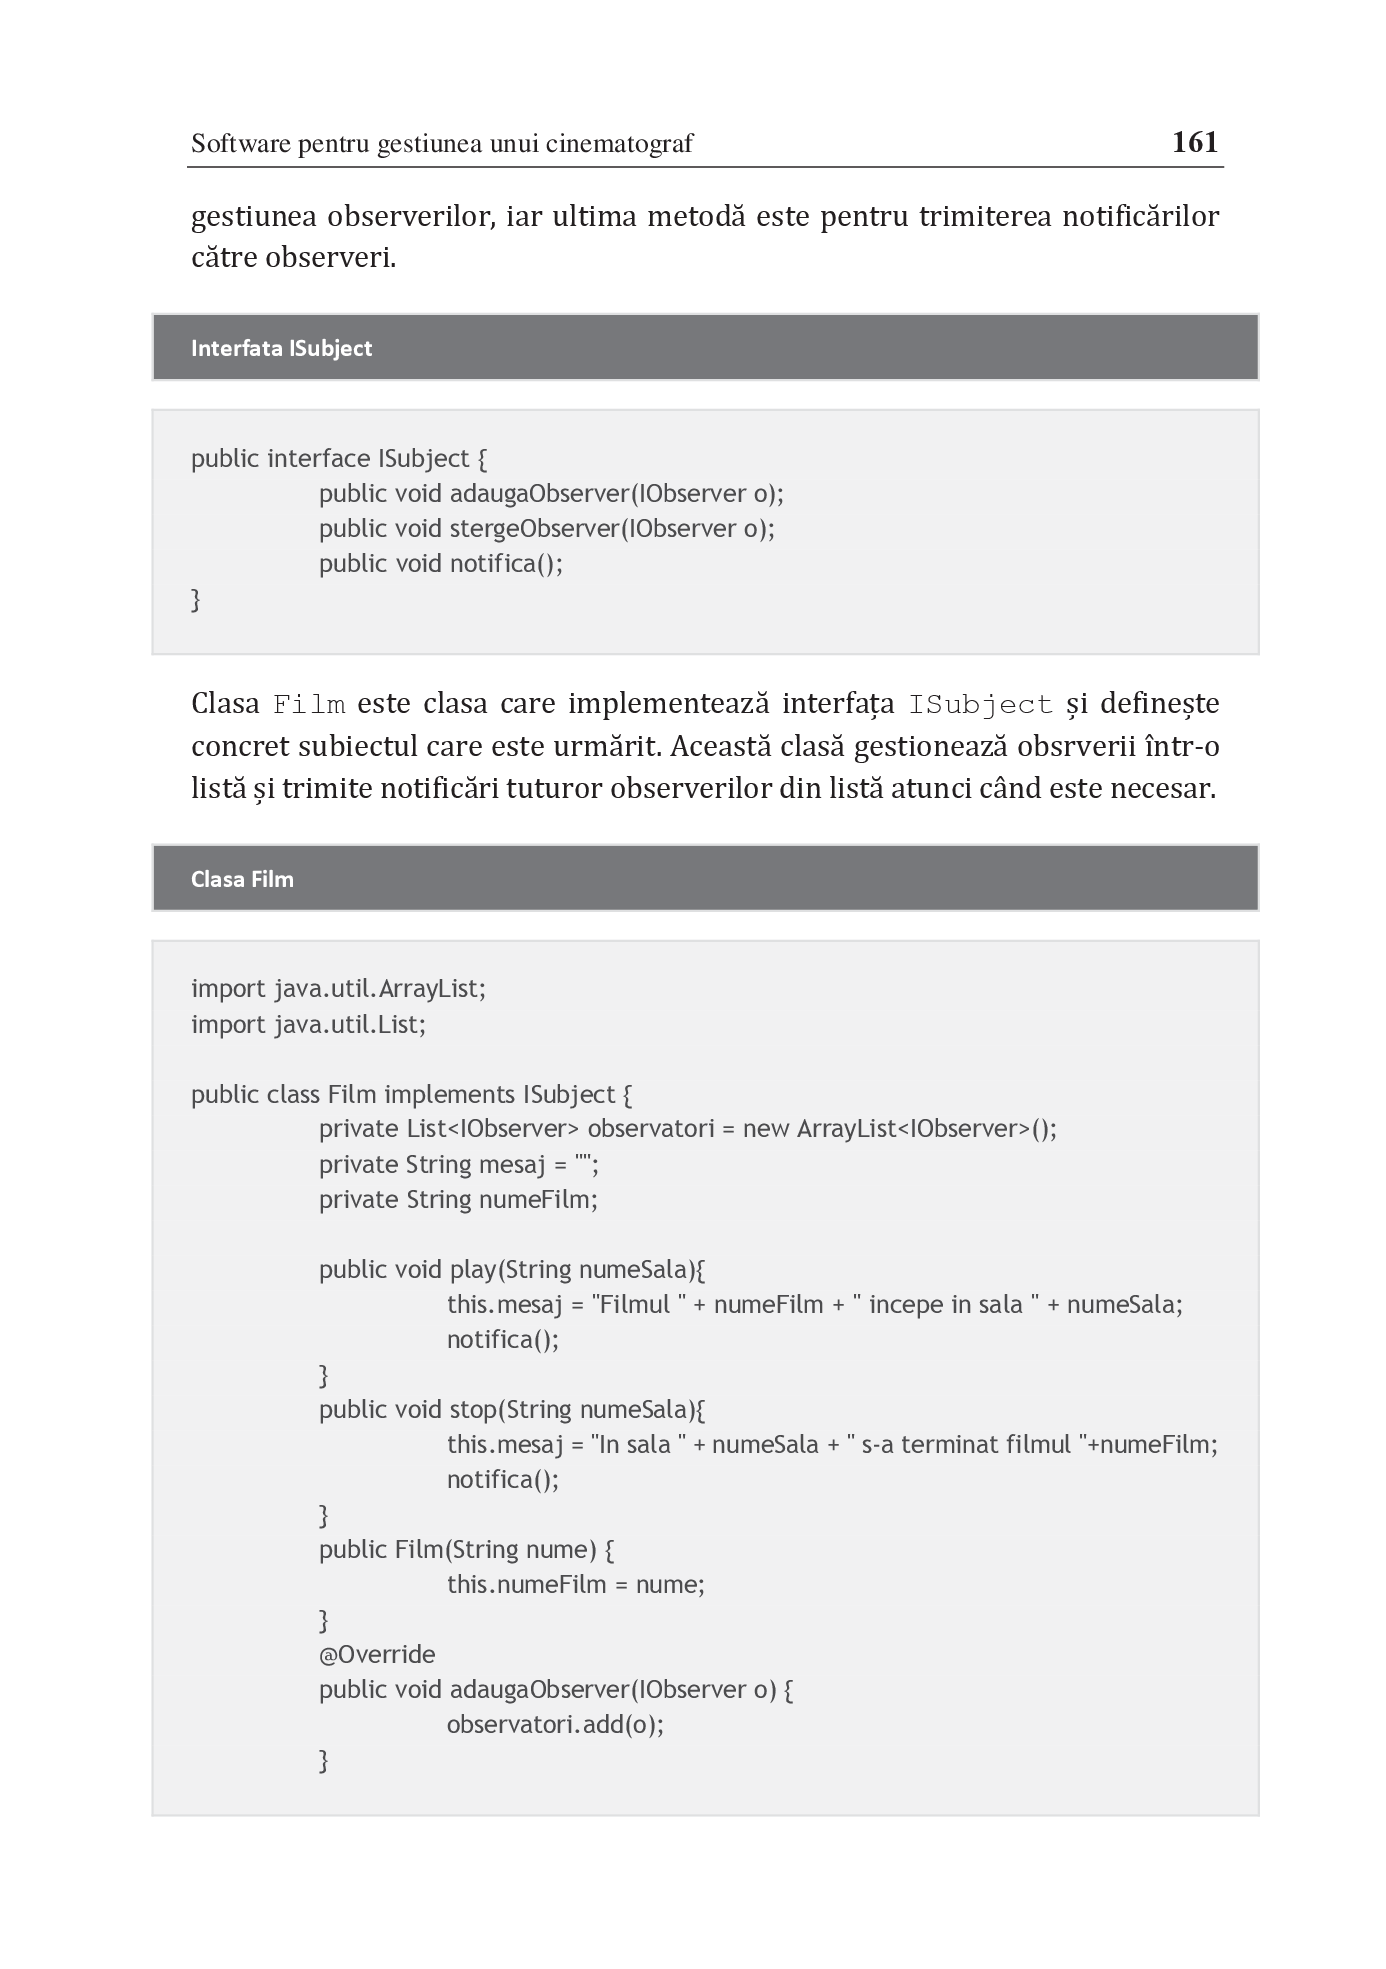 Software pentru gestiunea unui cinematograf 161
gestiunea observerilor, iar ultima metodă este pentru trimiterea notificărilor
către observeri.
Interfata ISubject
public interface ISubject {
public void adaugaObserver(IObserver o);
public void stergeObserver(IObserver o);
public void notifica();
}
Clasa Film este clasa care implementează interfața ISubject și definește
concret subiectul care este urmărit. Această clasă gestionează obsrverii într-o
listă și trimite notificări tuturor observerilor din listă atunci când este necesar.
Clasa Film
import java.util.ArrayList;
import java.util.List;
public class Film implements ISubject {
private List<IObserver> observatori = new ArrayList<IObserver>();
private String mesaj = "";
private String numeFilm;
public void play(String numeSala){
this.mesaj = "Filmul " + numeFilm + " incepe in sala " + numeSala;
notifica();
}
public void stop(String numeSala){
this.mesaj = "In sala " + numeSala + " s-a terminat filmul "+numeFilm;
notifica();
}
public Film(String nume) {
this.numeFilm = nume;
}
@Override
public void adaugaObserver(IObserver o) {
observatori.add(o);
}